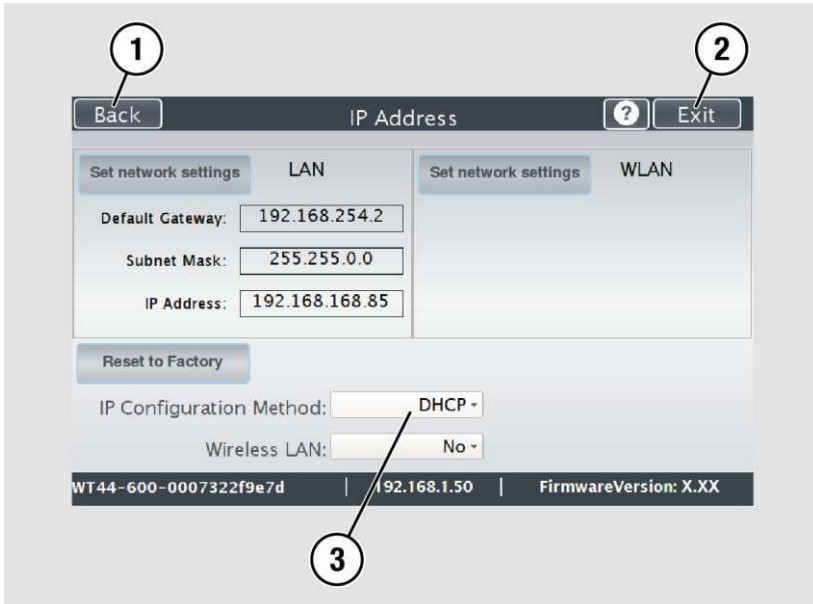 1 2
Back IP Address ? Exit
Set network settings LAN Set network settings WLAN
Default Gateway: 192.168.254.2
Subnet Mask: 255.255.0.0
IP Address: 192.168.168.85
Reset to Factory
IP Configuration Method: DHCP
Wireless LAN: No
WT44-600-0007322f9e7d | 192.168.1.50 | FirmwareVersion: X.XX
3